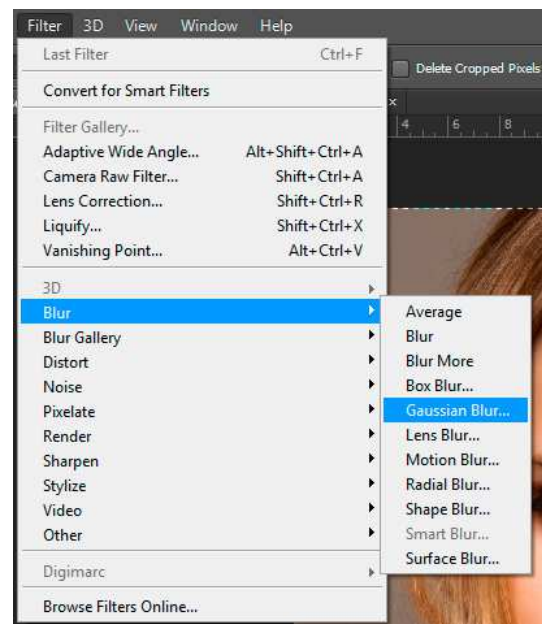 Filter 3D View Window Help
Last Filter Ctrl+F
Delete Cropped Pixels
Convert for Smart Filters
×
4 6 8
Filter Gallery...
Adaptive Wide Angle... Alt+Shift+Ctrl+A
Camera Raw Filter... Shift+Ctrl+A
Lens Correction... Shift+Ctrl+R
Liquify... Shift+Ctrl+X
Vanishing Point... Alt+Ctrl+V
3D
Blur
Blur Gallery
Distort
Noise
Pixelate
Render
Sharpen
Stylize
Video
Other
Digimarc
Browse Filters Online...
Average
Blur
Blur More
Box Blur...
Gaussian Blur...
Lens Blur...
Motion Blur...
Radial Blur...
Shape Blur...
Smart Blur...
Surface Blur...